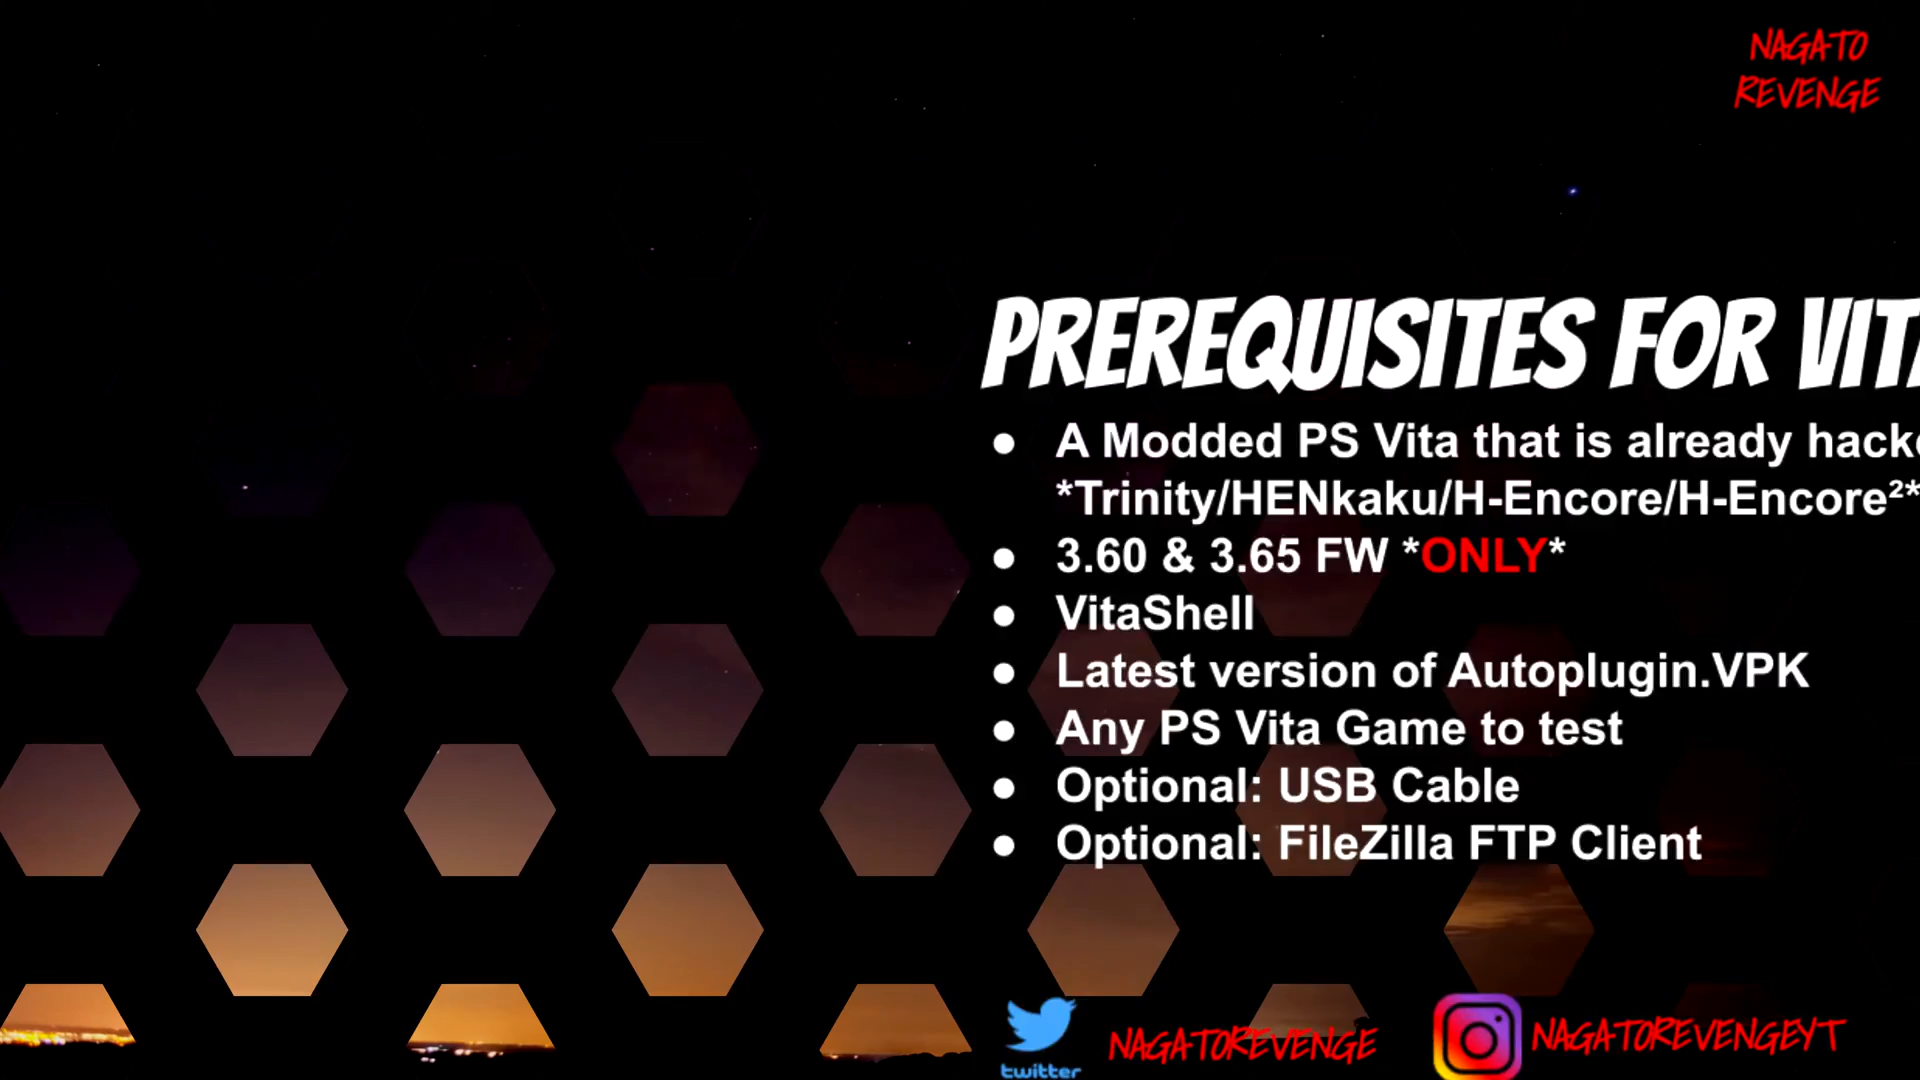 NAGATO
REVENGE
PREREQUISITES FOR VIT
● A Modded PS Vita that is already hack
*Trinity/HENkaku/H-Encore/H-Encore²*
● 3.60 & 3.65 FW *ONLY*
● VitaShell
● Latest version of Autoplugin.VPK
● Any PS Vita Game to test
● Optional: USB Cable
● Optional: FileZilla FTP Client
twitter NAGATOREVENGE NAGATOREVENGEYT